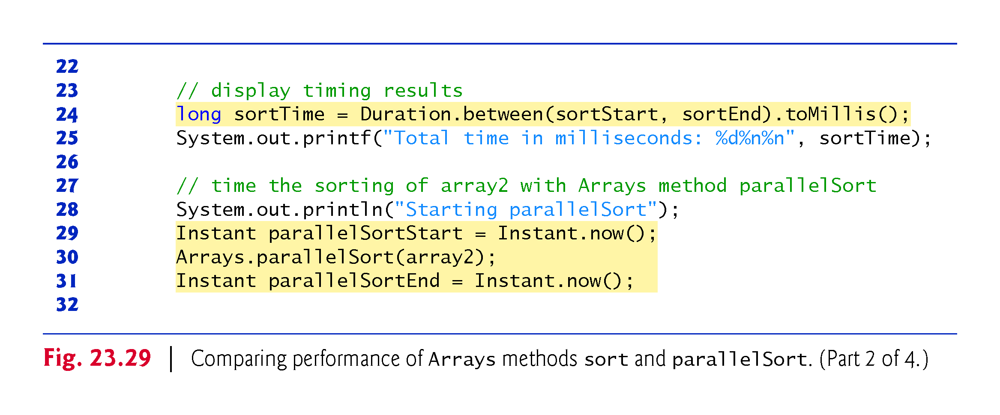 22
23 // display timing results
24 long sortTime = Duration.between(sortStart, sortEnd).toMillis();
25 System.out.printf("Total time in milliseconds: %d%n%n", sortTime);
26
27 // time the sorting of array2 with Arrays method parallelSort
28 System.out.println("Starting parallelSort");
29 Instant parallelSortStart = Instant.now();
30 Arrays.parallelSort(array2);
31 Instant parallelSortEnd = Instant.now();
32
Fig. 23.29 | Comparing performance of Arrays methods sort and parallelSort. (Part 2 of 4.)